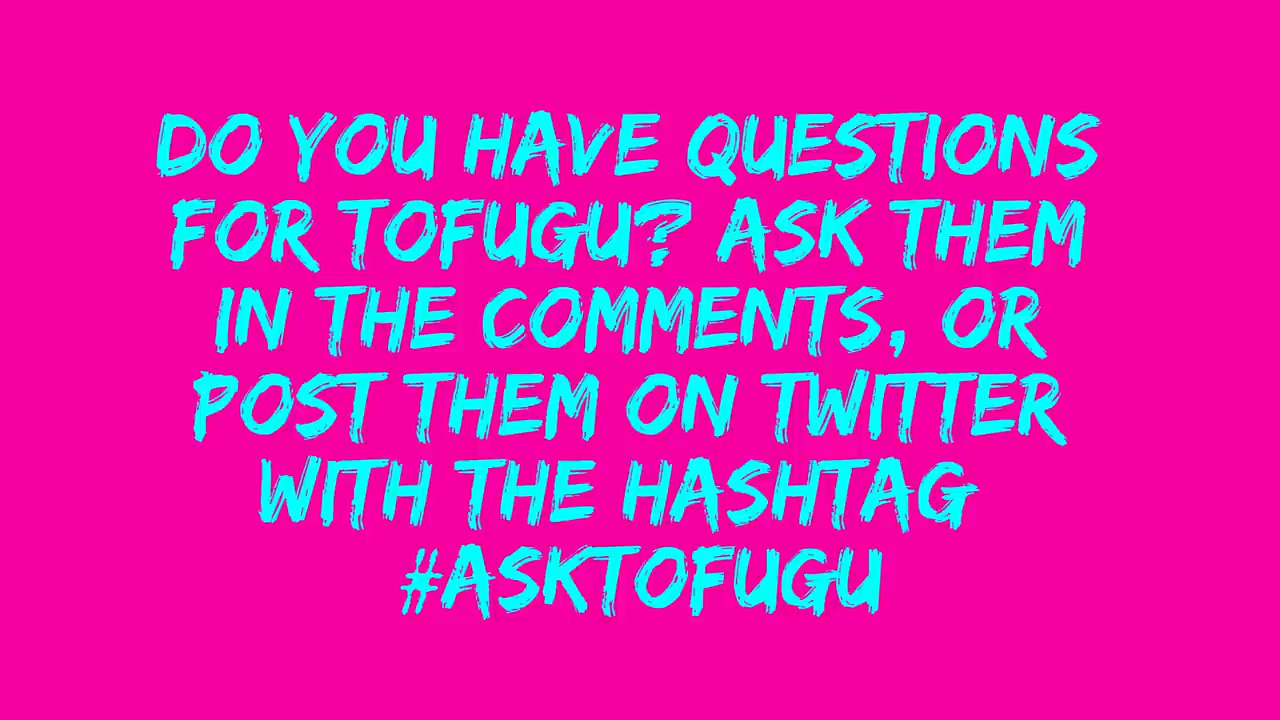 DO YOU HAVE QUESTIONS
FOR TOFUGU? ASK THEM
IN THE COMMENTS, OR
POST THEM ON TWITTER
WITH THE HASHTAG
#ASKTOFUGU